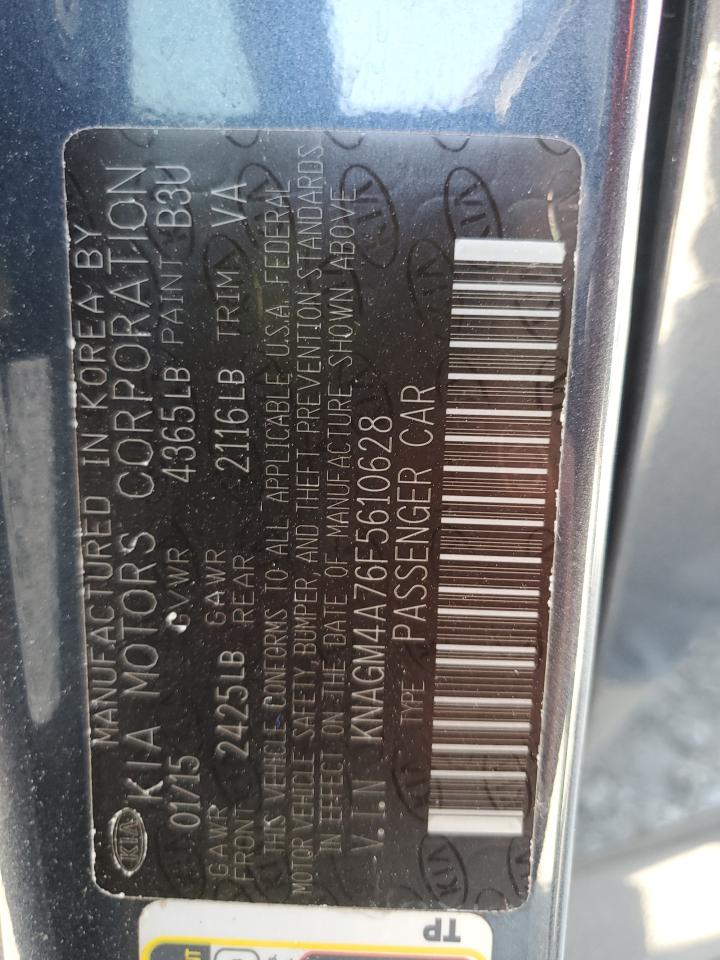 MANUFACTURED IN KOREA BY
KIA KIA MOTORS CORPORATION
01/15 GVWR 4365LB PAINT B3U
GAWR FRONT 2425LB GAWR REAR 2116LB TRIM VA
THIS VEHICLE CONFORMS TO ALL APPLICABLE U.S.A. FEDERAL
MOTOR VEHICLE SAFETY, BUMPER, AND THEFT PREVENTION STANDARDS
IN EFFECT ON THE DATE OF MANUFACTURE SHOWN ABOVE
V.I.N KNAGM4A76F5610628
TYPE PASSENGER CAR
TP